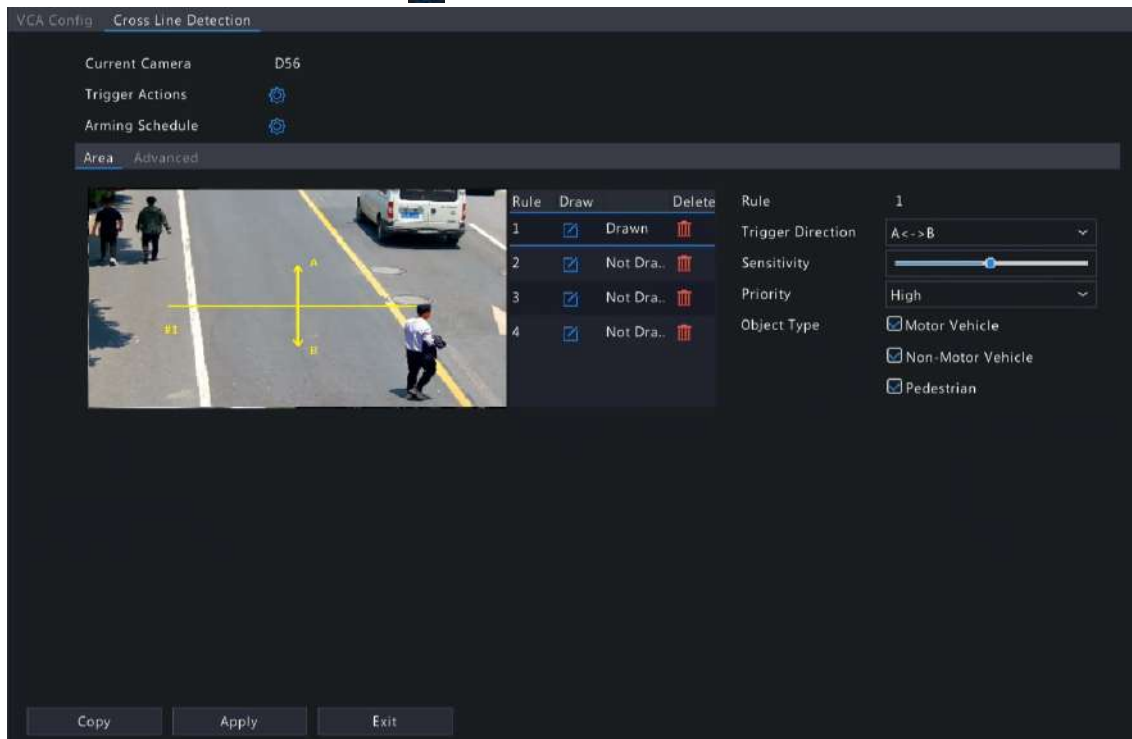 VCA Config Cross Line Detection
Current Camera D56
Trigger Actions
Arming Schedule
Area Advanced
Rule Draw Delete
1 Drawn
2 Not Dra..
3 Not Dra..
4 Not Dra..
A
#1
B
Rule 1
Trigger Direction A<->B
Sensitivity
Priority High
Object Type Motor Vehicle
Non-Motor Vehicle
Pedestrian
Copy Apply Exit